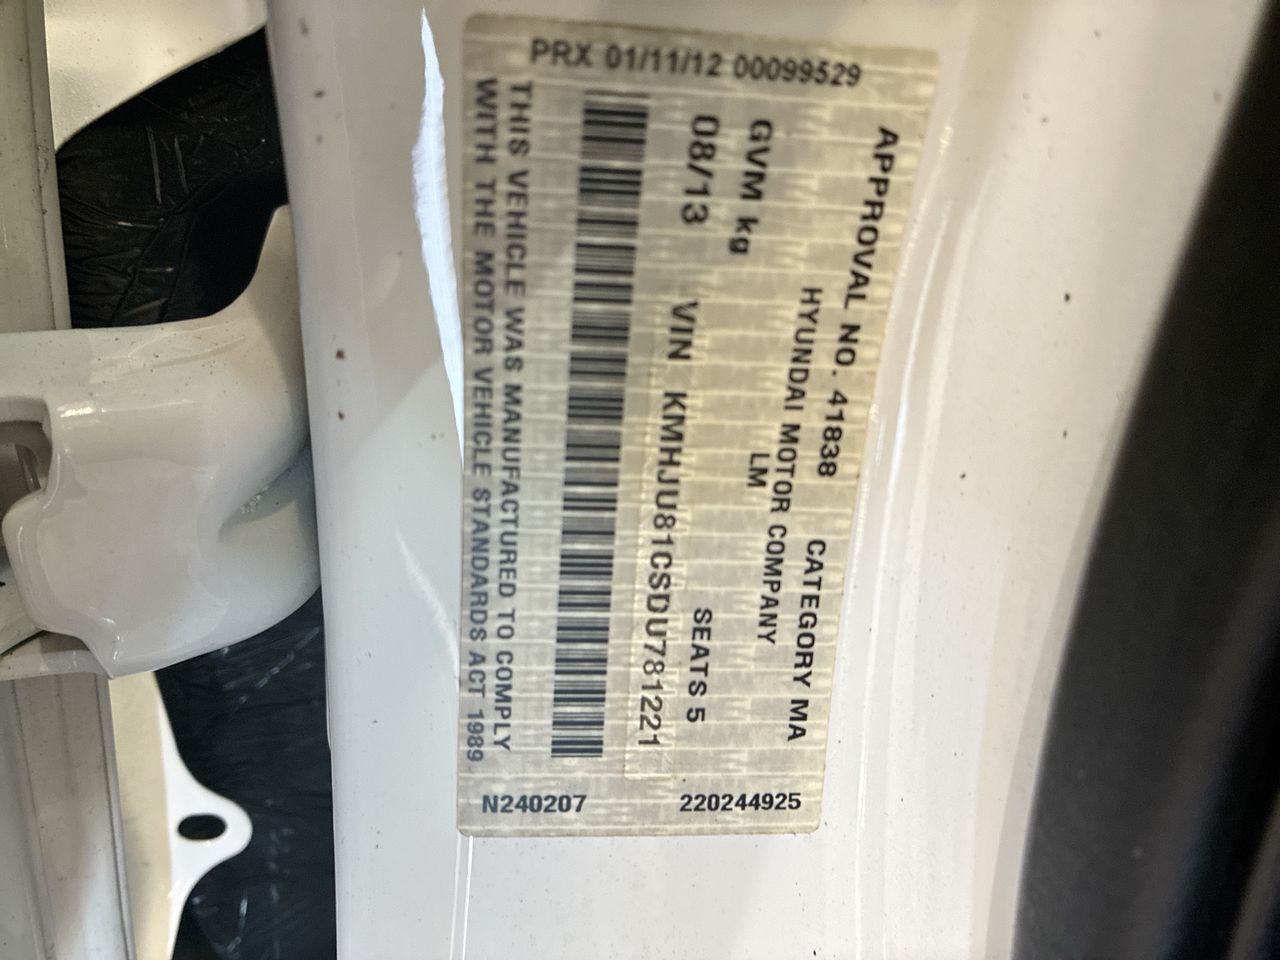 PRX 01/11/12 00099529
APPROVAL NO. 41838 CATEGORY MA
HYUNDAI MOTOR COMPANY
GVM kg LM
08/13 SEATS 5
VIN KMHJU81CSDU781221
THIS VEHICLE WAS MANUFACTURED TO COMPLY
WITH THE MOTOR VEHICLE STANDARDS ACT 1989
N240207 220244925